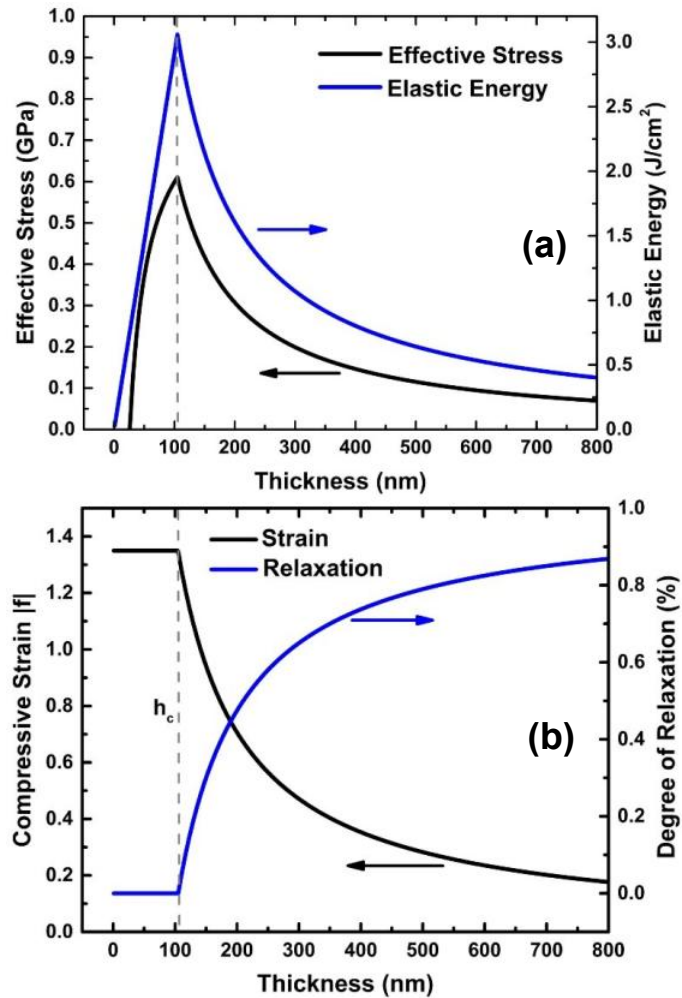 Effective Stress (GPa)
1.0
0.9
0.8
0.7
0.6
0.5
0.4
0.3
0.2
0.1
0.0
Effective Stress
Elastic Energy
(a)
3.0
2.5
2.0
1.5
1.0
0.5
0.0
Elastic Energy (J/cm²)
0 100 200 300 400 500 600 700 800
Thickness (nm)
Compressive Strain |f|
1.4
1.2
1.0
0.8
0.6
0.4
0.2
0.0
Strain
Relaxation
h_c
(b)
1.0
0.8
0.6
0.4
0.2
0.0
Degree of Relaxation (%)
0 100 200 300 400 500 600 700 800
Thickness (nm)